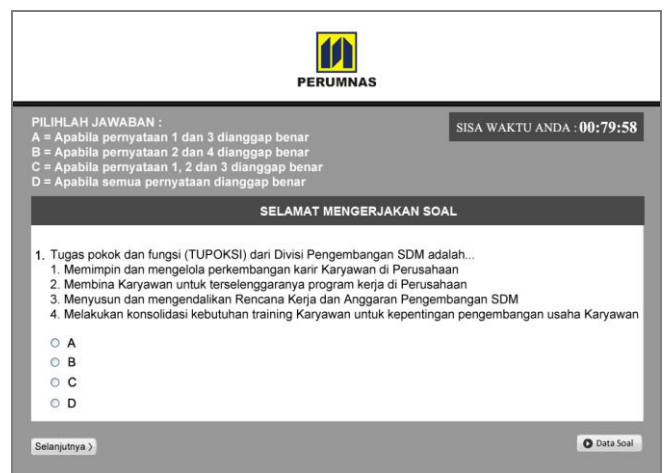 PERUMNAS
PILIHLAH JAWABAN :
A = Apabila pernyataan 1 dan 3 dianggap benar
B = Apabila pernyataan 2 dan 4 dianggap benar
C = Apabila pernyataan 1, 2 dan 3 dianggap benar
D = Apabila semua pernyataan dianggap benar
SISA WAKTU ANDA : 00:79:58
SELAMAT MENGERJAKAN SOAL
1. Tugas pokok dan fungsi (TUPOKSI) dari Divisi Pengembangan SDM adalah...
1. Memimpin dan mengelola perkembangan karir Karyawan di Perusahaan
2. Membina Karyawan untuk terselenggaranya program kerja di Perusahaan
3. Menyusun dan mengendalikan Rencana Kerja dan Anggaran Pengembangan SDM
4. Melakukan konsolidasi kebutuhan training Karyawan untuk kepentingan pengembangan usaha Karyawan
A
B
C
D
Selanjutnya
Data Soal